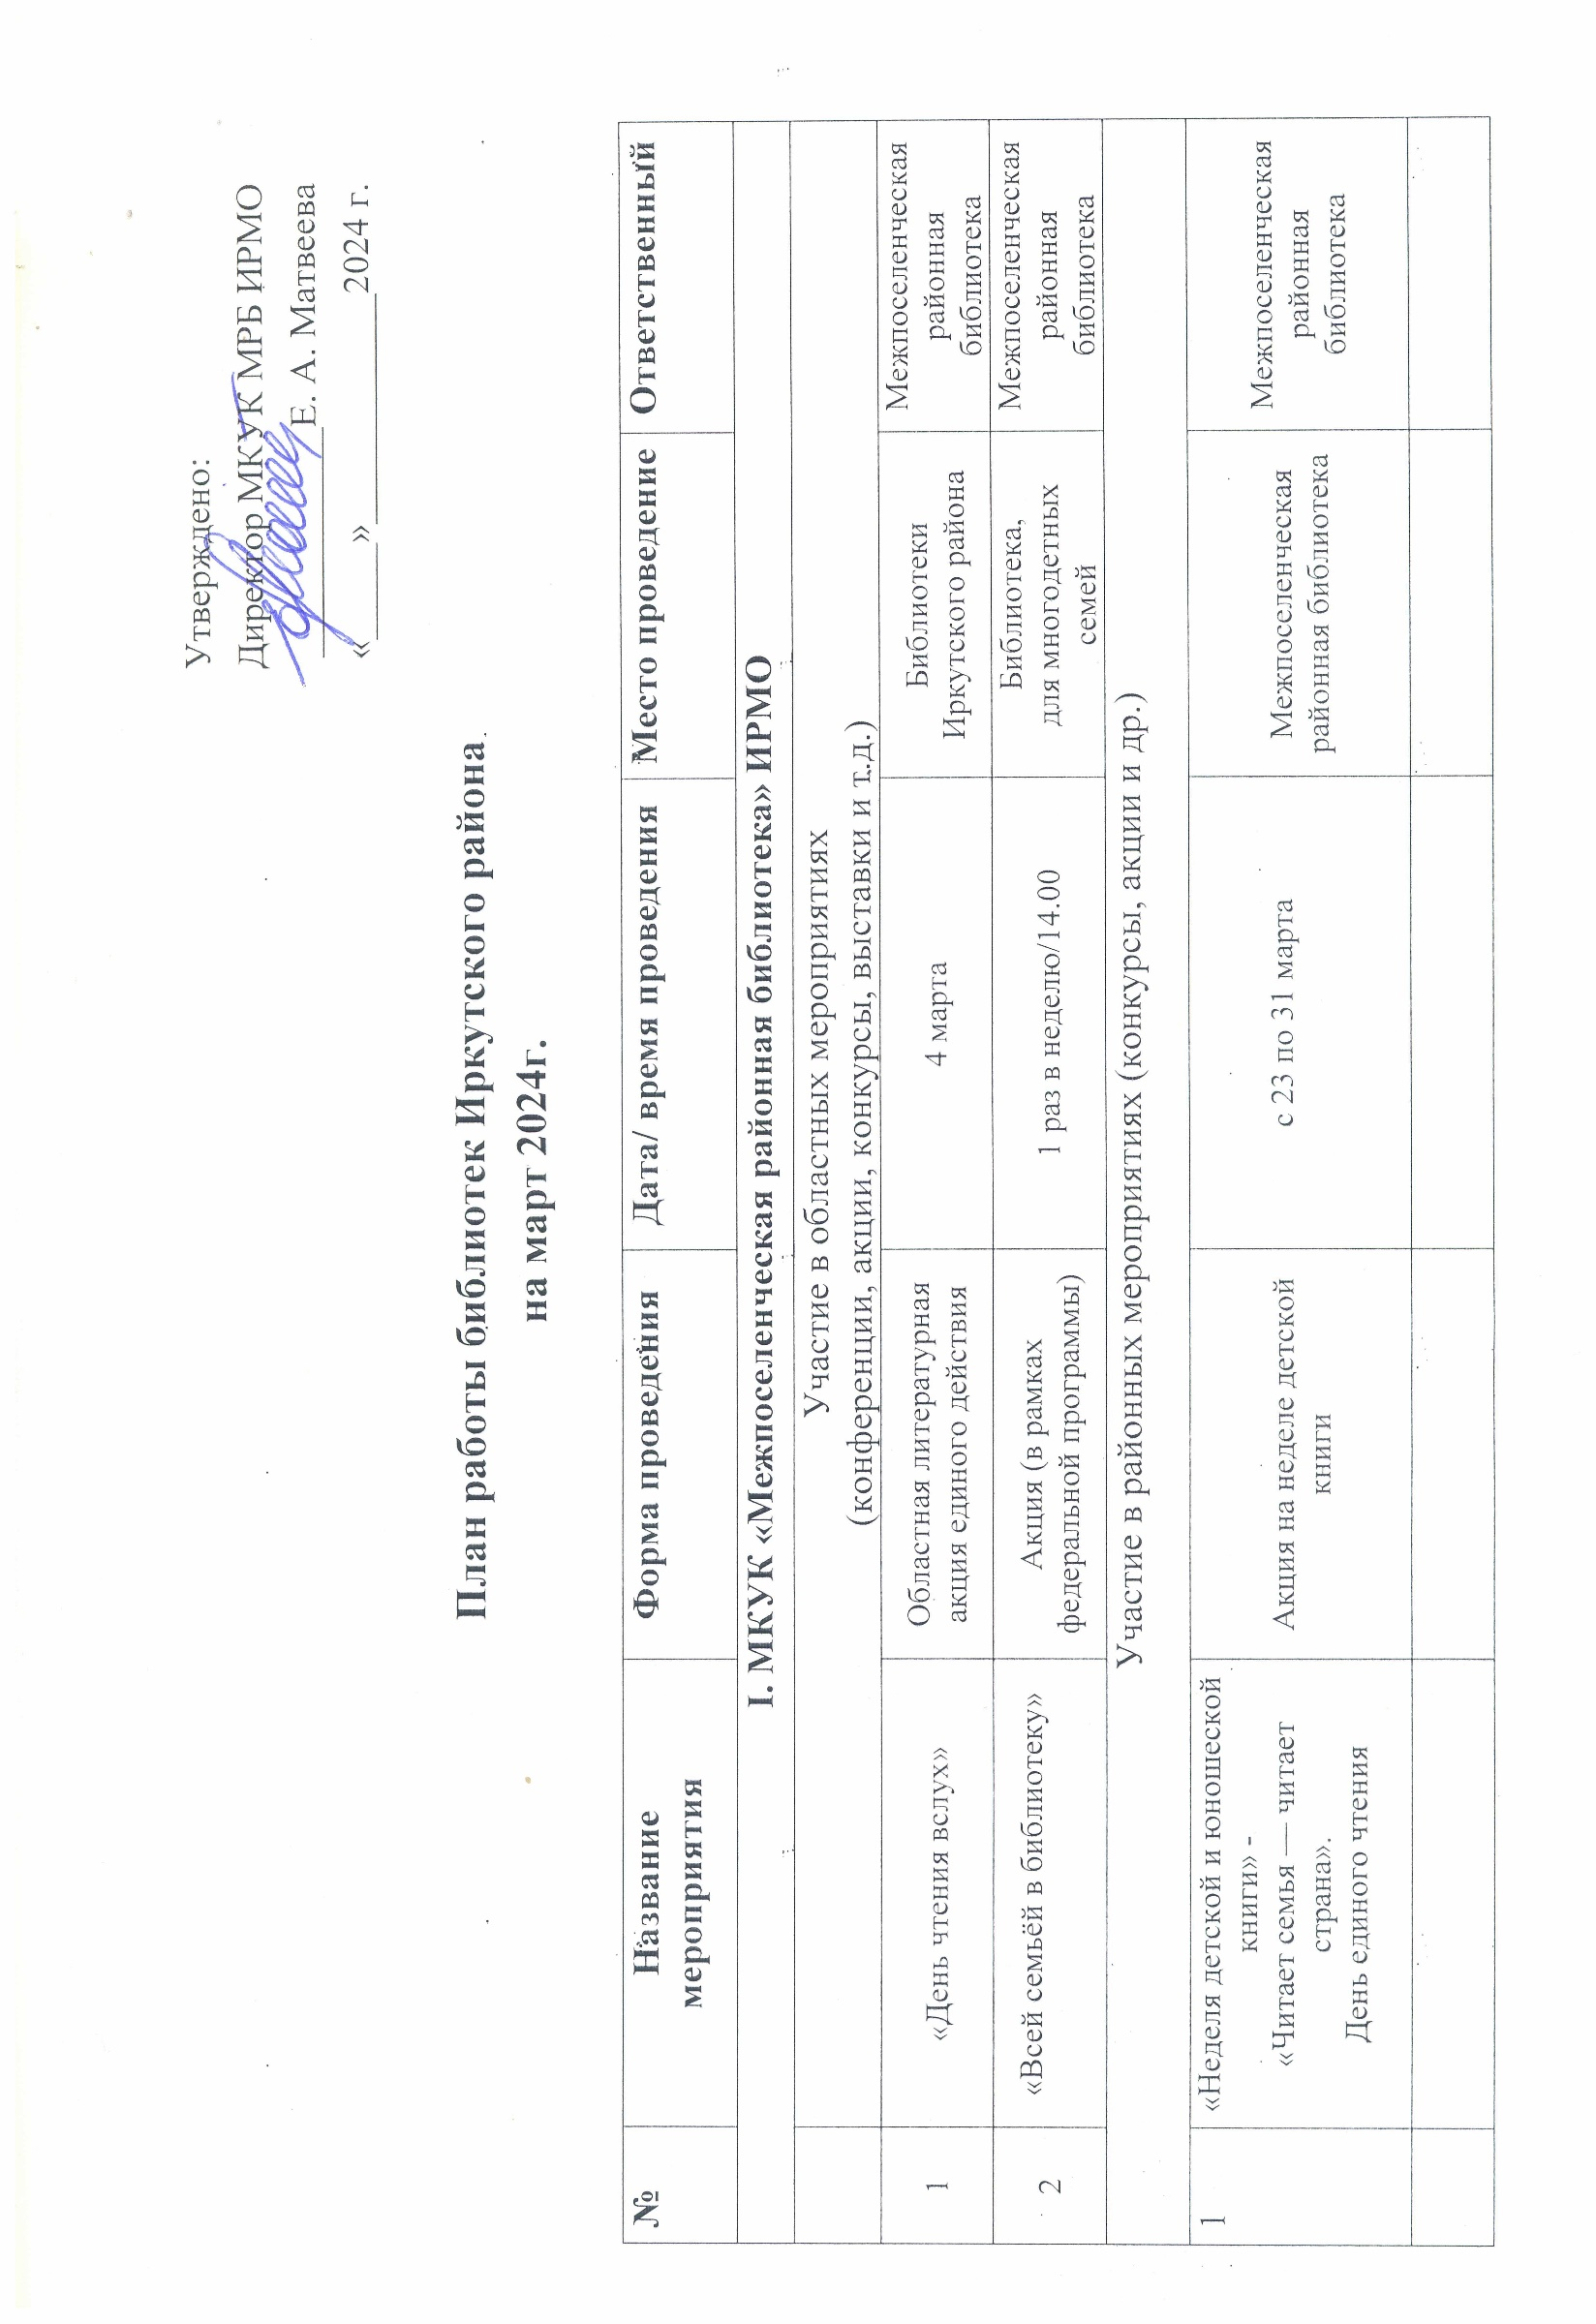 Утверждено:
Директор МКУК МРБ ИРМО
Е. А. Матвеева
«______»______________2024 г.
План работы библиотек Иркутского района
на март 2024г.
№
Название
мероприятия
Форма проведения
Дата/ время проведения
Место проведение
Ответственный
I. МКУК «Межпоселенческая районная библиотека» ИРМО
Участие в областных мероприятиях
(конференции, акции, конкурсы, выставки и т.д.)
1
«День чтения вслух»
Областная литературная
акция единого действия
4 марта
Библиотеки
Иркутского района
Межпоселенческая
районная
библиотека
2
«Всей семьёй в библиотеку»
Акция (в рамках
федеральной программы)
1 раз в неделю/14.00
Библиотека,
для многодетных
семей
Межпоселенческая
районная
библиотека
Участие в районных мероприятиях (конкурсы, акции и др.)
1
«Неделя детской и юношеской
книги» -
«Читает семья — читает
страна».
День единого чтения
Акция на неделе детской
книги
с 23 по 31 марта
Межпоселенческая
районная библиотека
Межпоселенческая
районная
библиотека